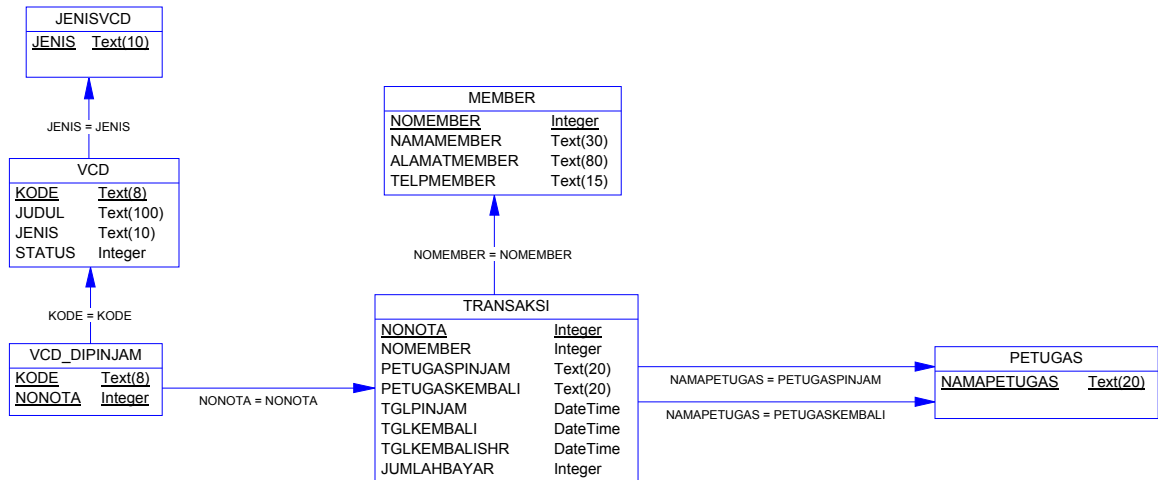 JENISVCD
JENIS Text(10)
JENIS = JENIS
VCD
KODE Text(8)
JUDUL Text(100)
JENIS Text(10)
STATUS Integer
KODE = KODE
VCD_DIPINJAM
KODE Text(8)
NONOTA Integer
NONOTA = NONOTA
MEMBER
NOMEMBER Integer
NAMAMEMBER Text(30)
ALAMATMEMBER Text(80)
TELPMEMBER Text(15)
NOMEMBER = NOMEMBER
TRANSAKSI
NONOTA Integer
NOMEMBER Integer
PETUGASPINJAM Text(20)
PETUGASKEMBALI Text(20)
TGLPINJAM DateTime
TGLKEMBALI DateTime
TGLKEMBALISHR DateTime
JUMLAHBAYAR Integer
NAMAPETUGAS = PETUGASPINJAM
NAMAPETUGAS = PETUGASKEMBALI
PETUGAS
NAMAPETUGAS Text(20)